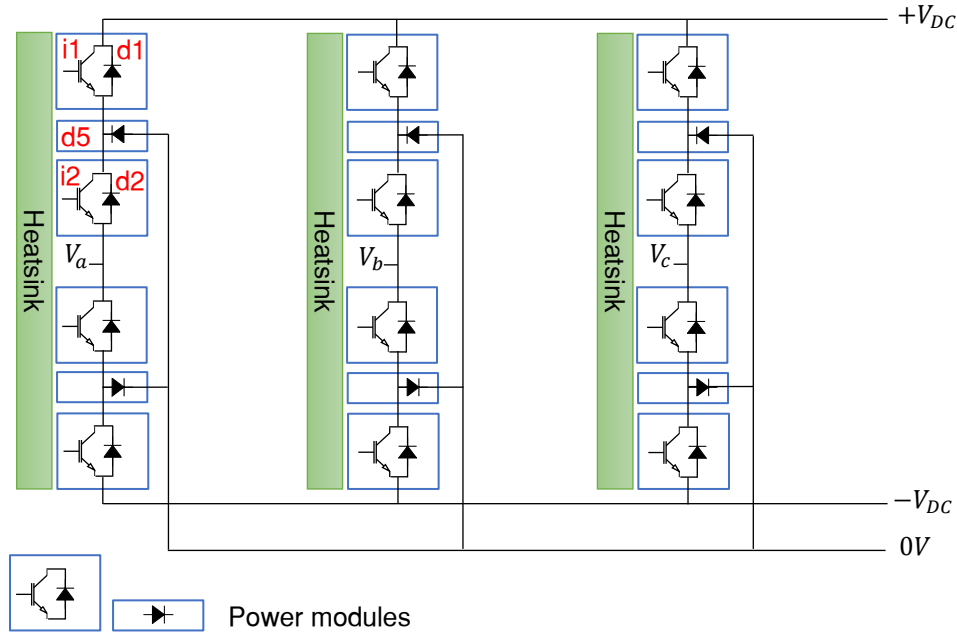 +V_DC
i1 d1
d5
i2 d2
Heatsink
Heatsink
Heatsink
V_a
V_b
V_c
−V_DC
0V
Power modules